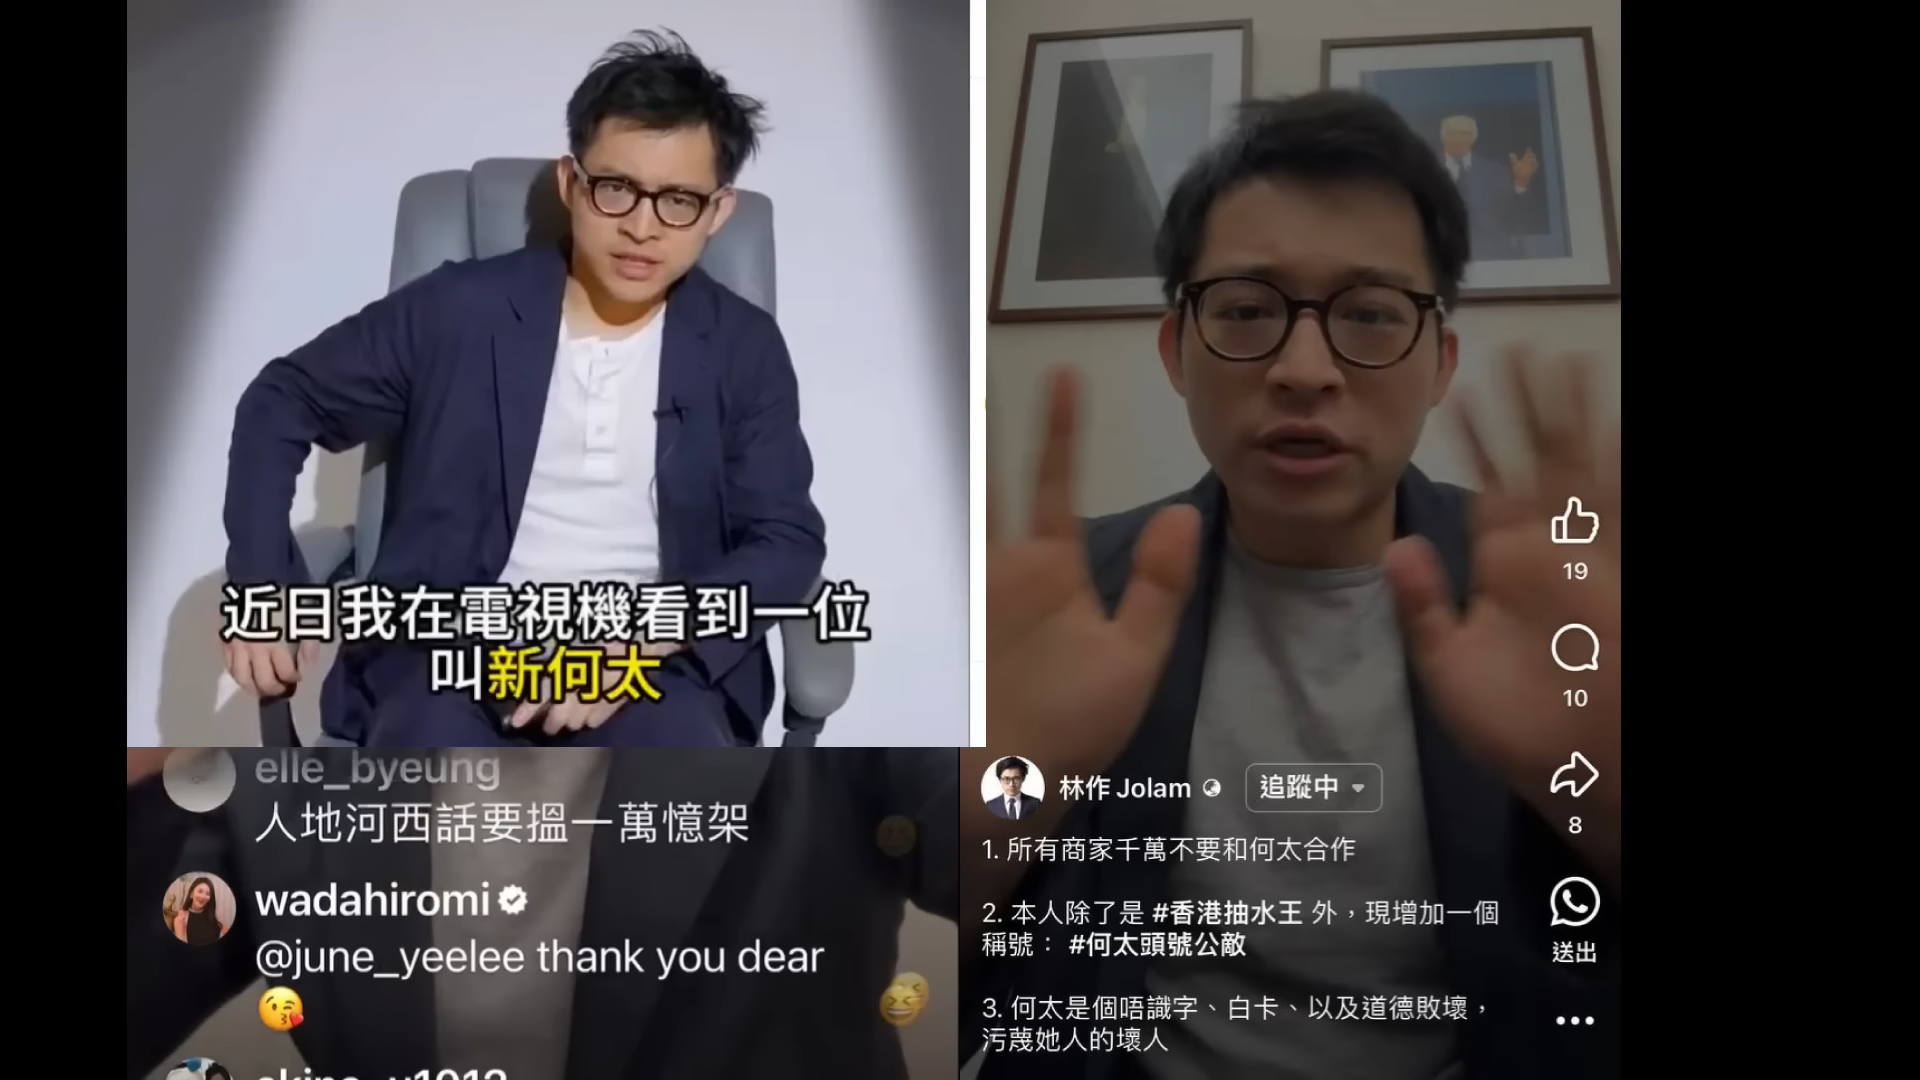 近日我在電視機看到一位
叫新何太
elle_byeung
人地河西話要搵一萬憶架
wadahiromi
@june_yeelee thank you dear
😘
林作 Jolam
追蹤中
1. 所有商家千萬不要和何太合作
2. 本人除了是 #香港抽水王 外，現增加一個
稱號： #何太頭號公敵
3. 何太是個唔識字、白卡、以及道德敗壞，
污蔑她人的壞人
19
10
8
送出